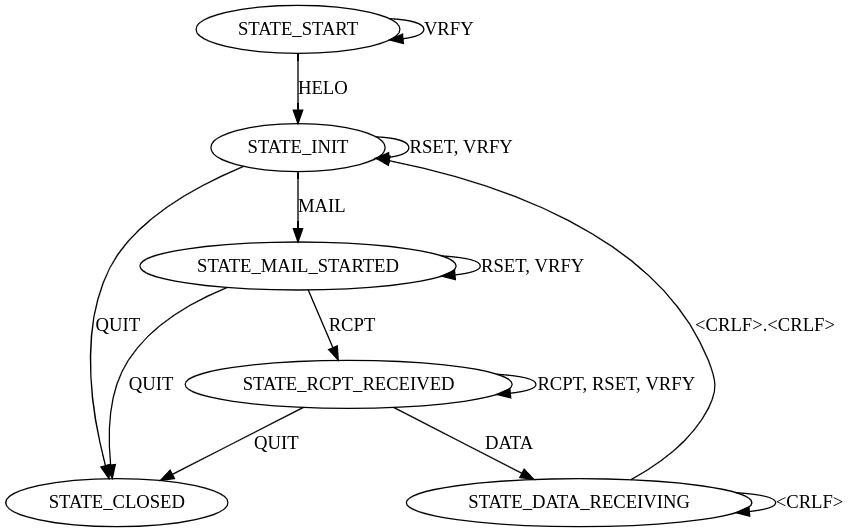 STATE_START
VRFY
HELO
STATE_INIT
RSET, VRFY
MAIL
STATE_MAIL_STARTED
RSET, VRFY
QUIT
RCPT
<CRLF>.<CRLF>
QUIT
STATE_RCPT_RECEIVED
RCPT, RSET, VRFY
QUIT
DATA
STATE_CLOSED
STATE_DATA_RECEIVING
<CRLF>